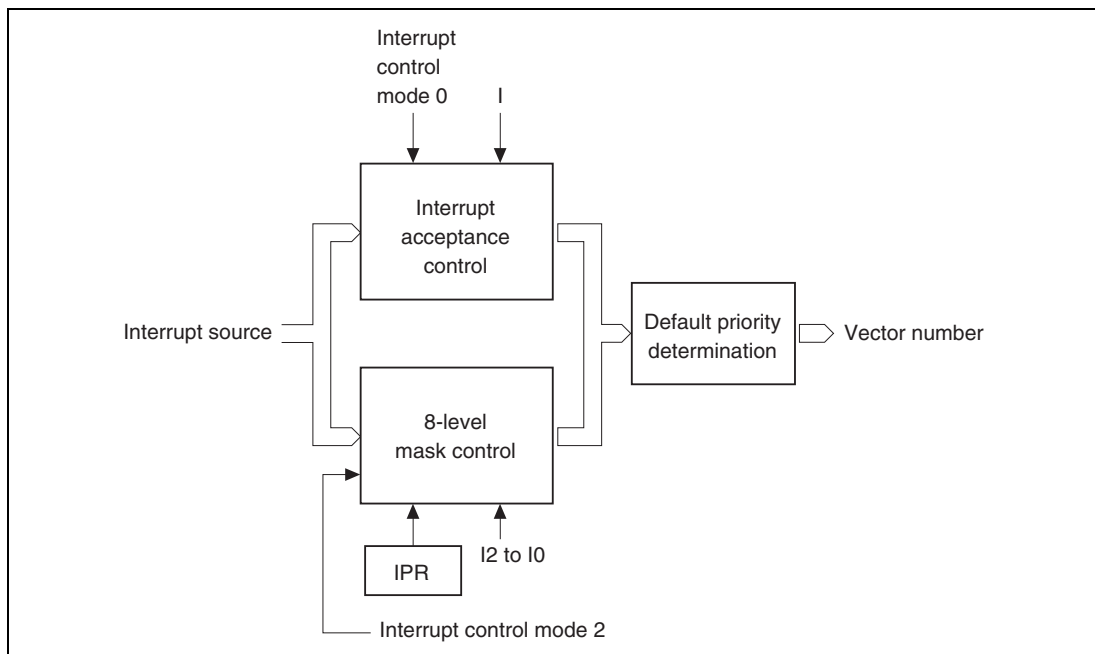 Interrupt
control
mode 0
I
Interrupt
acceptance
control
Interrupt source
Default priority
determination
Vector number
8-level
mask control
I2 to I0
IPR
Interrupt control mode 2